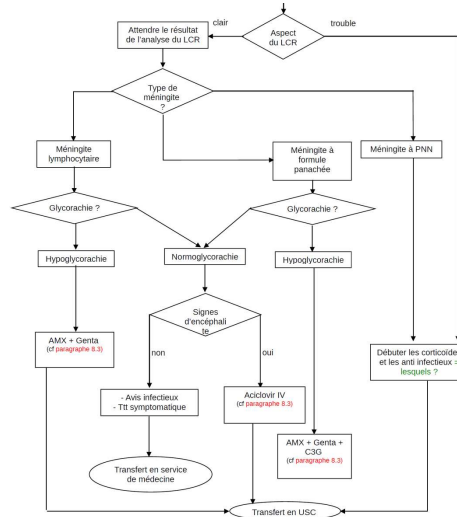 clair
trouble
Aspect
du LCR
Attendre le résultat
de l'analyse du LCR
Type de
méningite
?
Méningite
lymphocytaire
Méningite à
formule
panachée
Méningite à PNN
Glycorachie ?
Glycorachie ?
Hypoglycorachie
Normoglycorachie
Hypoglycorachie
Signes
d'encéphali
te
non
oui
AMX + Genta
(cf paragraphe 8.3)
Débuter les corticoïde
et les anti infectieux =
lesquels ?
- Avis infectieux
- Ttt symptomatique
Aciclovir IV
(cf paragraphe 8.3)
AMX + Genta +
C3G
(cf paragraphe 8.3)
Transfert en service
de médecine
Transfert en USC